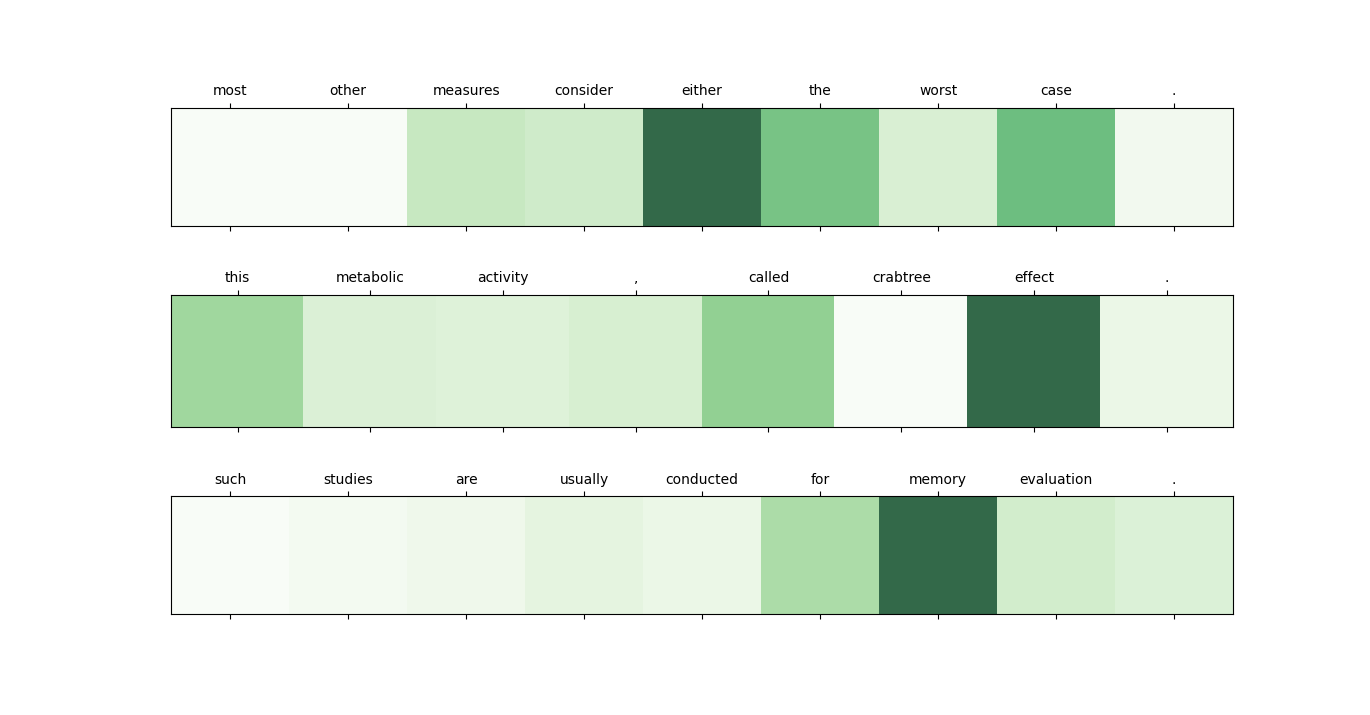 most other measures consider either the worst case .
this metabolic activity , called crabtree effect .
such studies are usually conducted for memory evaluation .